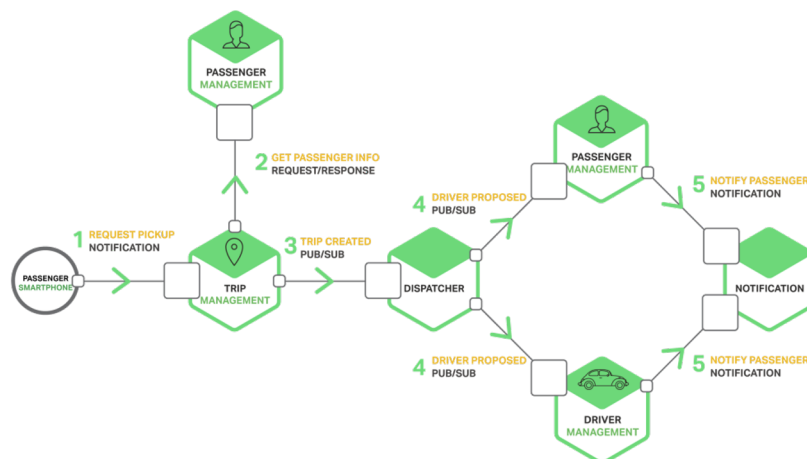 PASSENGER
MANAGEMENT
2 GET PASSENGER INFO
REQUEST/RESPONSE
1 REQUEST PICKUP
NOTIFICATION
PASSENGER
SMARTPHONE
TRIP
MANAGEMENT
3 TRIP CREATED
PUB/SUB
DISPATCHER
4 DRIVER PROPOSED
PUB/SUB
PASSENGER
MANAGEMENT
5 NOTIFY PASSENGER
NOTIFICATION
NOTIFICATION
4 DRIVER PROPOSED
PUB/SUB
DRIVER
MANAGEMENT
5 NOTIFY PASSENGER
NOTIFICATION